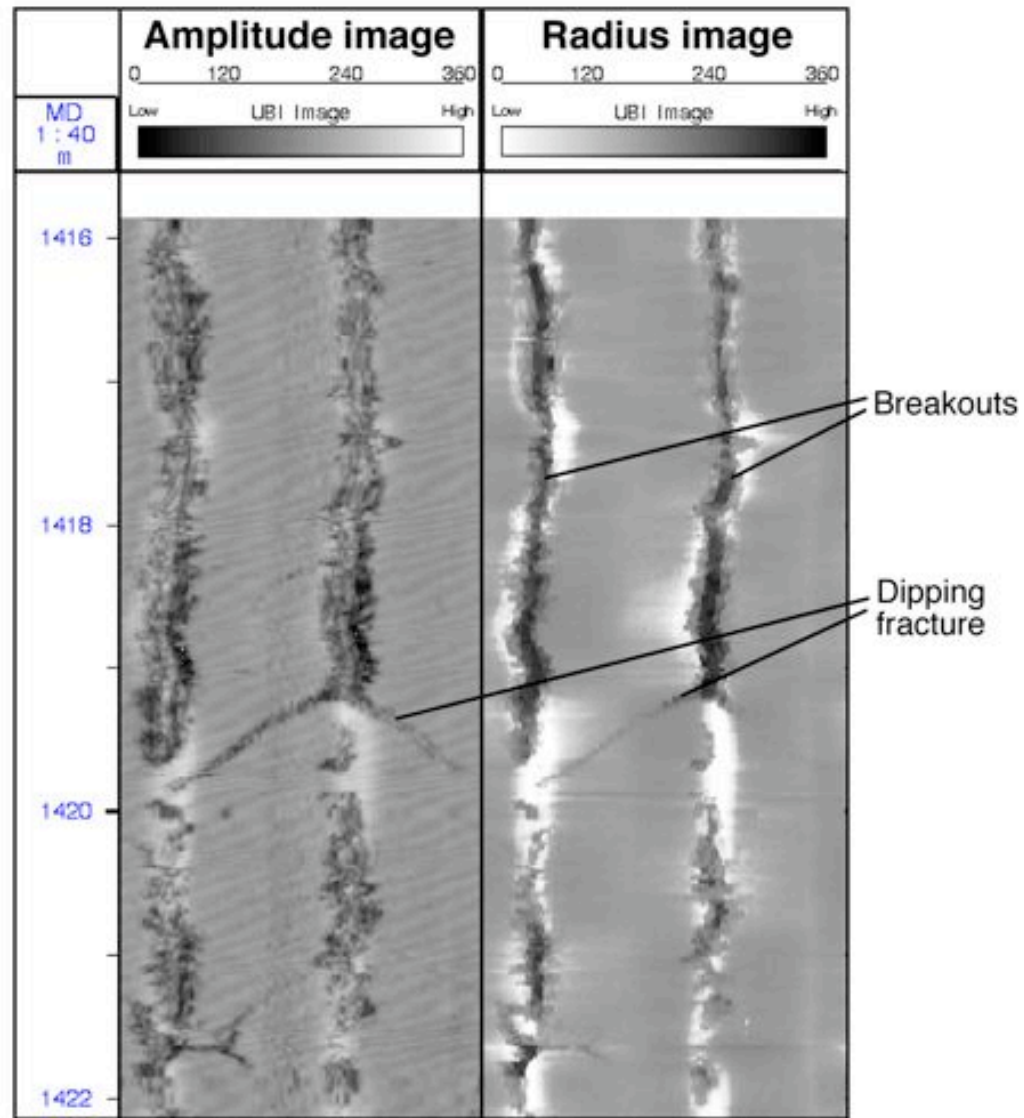 Amplitude image
Radius image
0 120 240 360
0 120 240 360
MD
1 : 40
m
Low UBI Image High
Low UBI Image High
1416
Breakouts
1418
Dipping
fracture
1420
1422